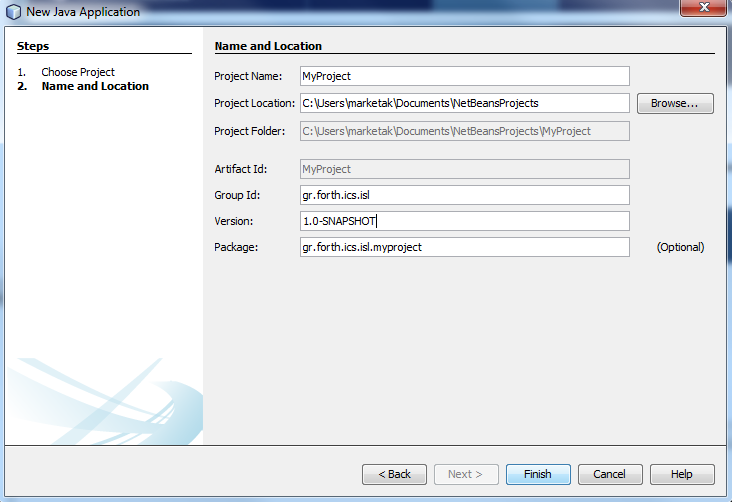 New Java Application
Steps
1. Choose Project
2. Name and Location
Name and Location
Project Name: MyProject
Project Location: C:\Users\marketak\Documents\NetBeansProjects Browse...
Project Folder: C:\Users\marketak\Documents\NetBeansProjects\MyProject
Artifact Id: MyProject
Group Id: gr.forth.ics.isl
Version: 1.0-SNAPSHOT
Package: gr.forth.ics.isl.myproject (Optional)
< Back Next > Finish Cancel Help